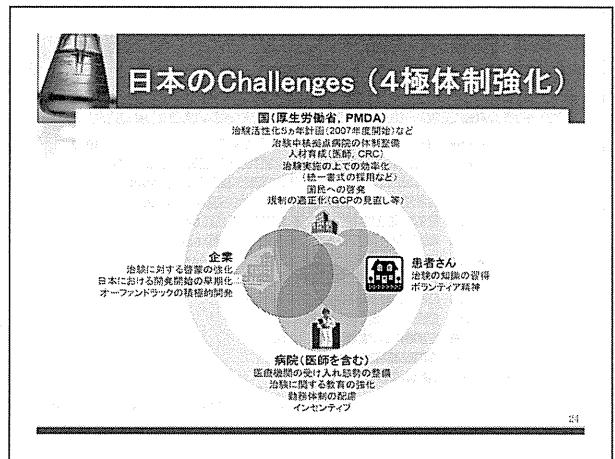 日本のChallenges (4極体制強化)
国(厚生労働省, PMDA)
治験活性化5ヵ年計画(2007年度開始)など
治験中核拠点病院の体制整備
人材育成(医師, CRC)
治験実施の上での効率化
(統一書式の採用など)
国民への啓発
規制の適正化(GCPの見直し等)
企業
治験に対する啓蒙の強化
日本における開発開始の早期化
オーファンドラックの積極的開発
患者さん
治験の知識の習得
ボランティア精神
病院(医師を含む)
医療機関の受け入れ態勢の整備
治験に関する教育の強化
勤務体制の配慮
インセンティブ
24